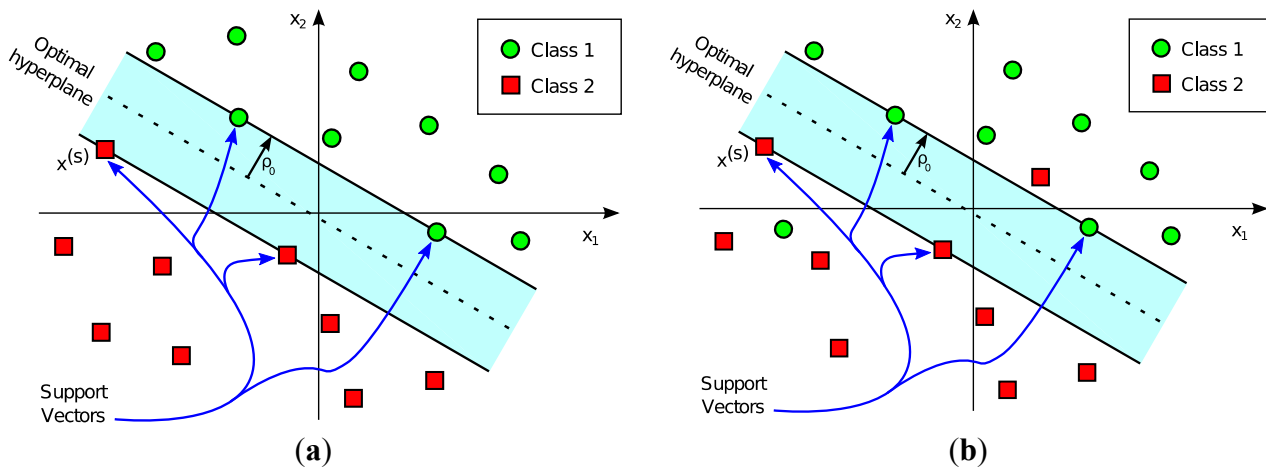 x2
Class 1
Class 2
Optimal
hyperplane
x(s)
ρ0
x1
Support
Vectors
(a)
x2
Class 1
Class 2
Optimal
hyperplane
x(s)
ρ0
x1
Support
Vectors
(b)